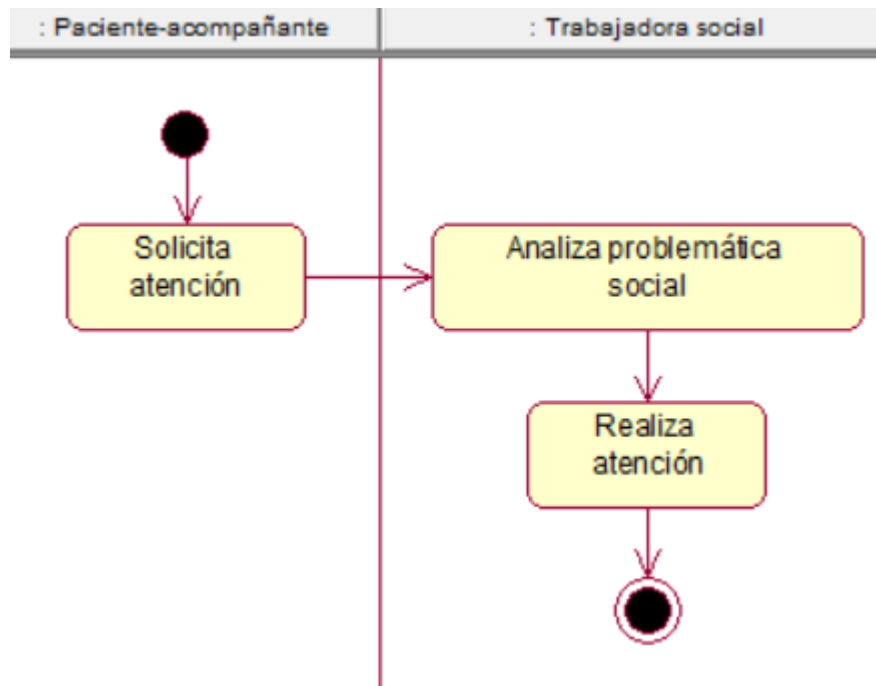 : Paciente-acompañante
: Trabajadora social
Solicita
atención
Analiza problemática
social
Realiza
atención